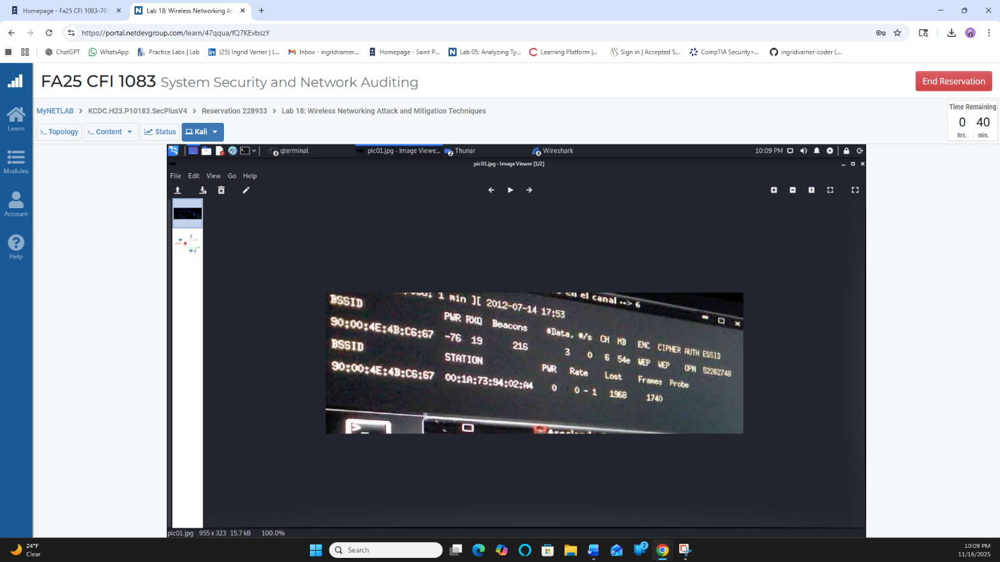 Homepage - Fa25 CFI 1083-70
Lab 18: Wireless Networking At
https://portal.netdevgroup.com/learn/47qqua/fQ7KEvbszY
ChatGPT
WhatsApp
Practice Labs | Lab
(25) Ingrid Varner | L...
Inbox - ingridvarner...
Homepage - Saint P...
Lab 05: Analyzing Ty...
Learning Platform |...
Sign in | Accepted S...
CompTIA Security+...
ingridvarner-coder (...
FA25 CFI 1083 System Security and Network Auditing
End Reservation
MyNETLAB > KCDC.H23.P10183.SecPlusV4 > Reservation 228933 > Lab 18: Wireless Networking Attack and Mitigation Techniques
Time Remaining
0 40
hrs. min.
>_ Topology
>_ Content
Status
Kali
Learn
Modules
Account
Help
qterminal
pic01.jpg - Image Viewe...
Thunar
Wireshark
10:09 PM
pic01.jpg - Image Viewer [1/2]
File Edit View Go Help
en el canal --> 6
1 min ][ 2012-07-14 17:53
BSSID PWR RXQ Beacons #Data, #/s CH MB ENC CIPHER AUTH ESSID
90:00:4E:4B:C6:67 -76 19 216 3 0 6 54e WEP WEP OPN 52262748
BSSID STATION PWR Rate Lost Frames Probe
90:00:4E:4B:C6:67 00:1A:73:94:02:A4 0 0 - 1 1968 1740
pic01.jpg 955 x 323 15.7 kB 100.0%
24°F
Clear
Search
2
10:09 PM
11/16/2025